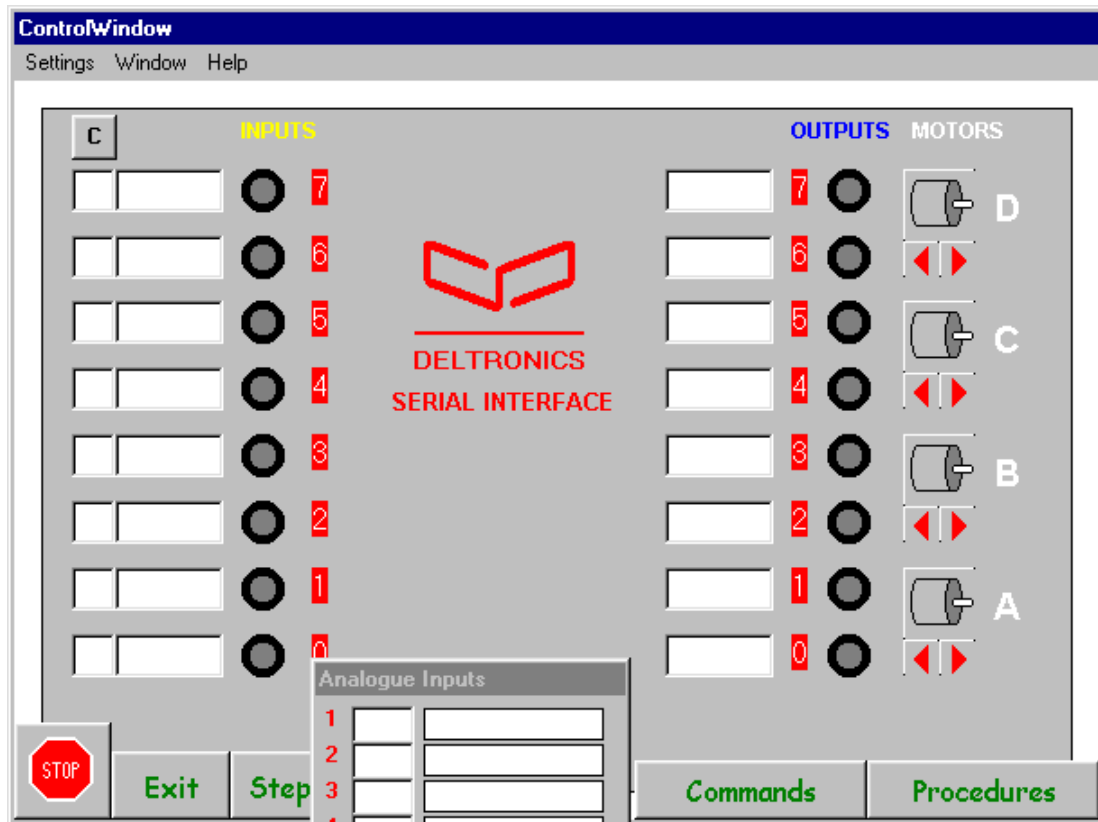 ControlWindow
Settings Window Help
C INPUTS OUTPUTS MOTORS
7 7 D
6 6
5 5 C
DELTRONICS
4 4
SERIAL INTERFACE
3 3 B
2 2
1 1 A
0 0
Analogue Inputs
1
2
STOP Exit Step 3 Commands Procedures
4